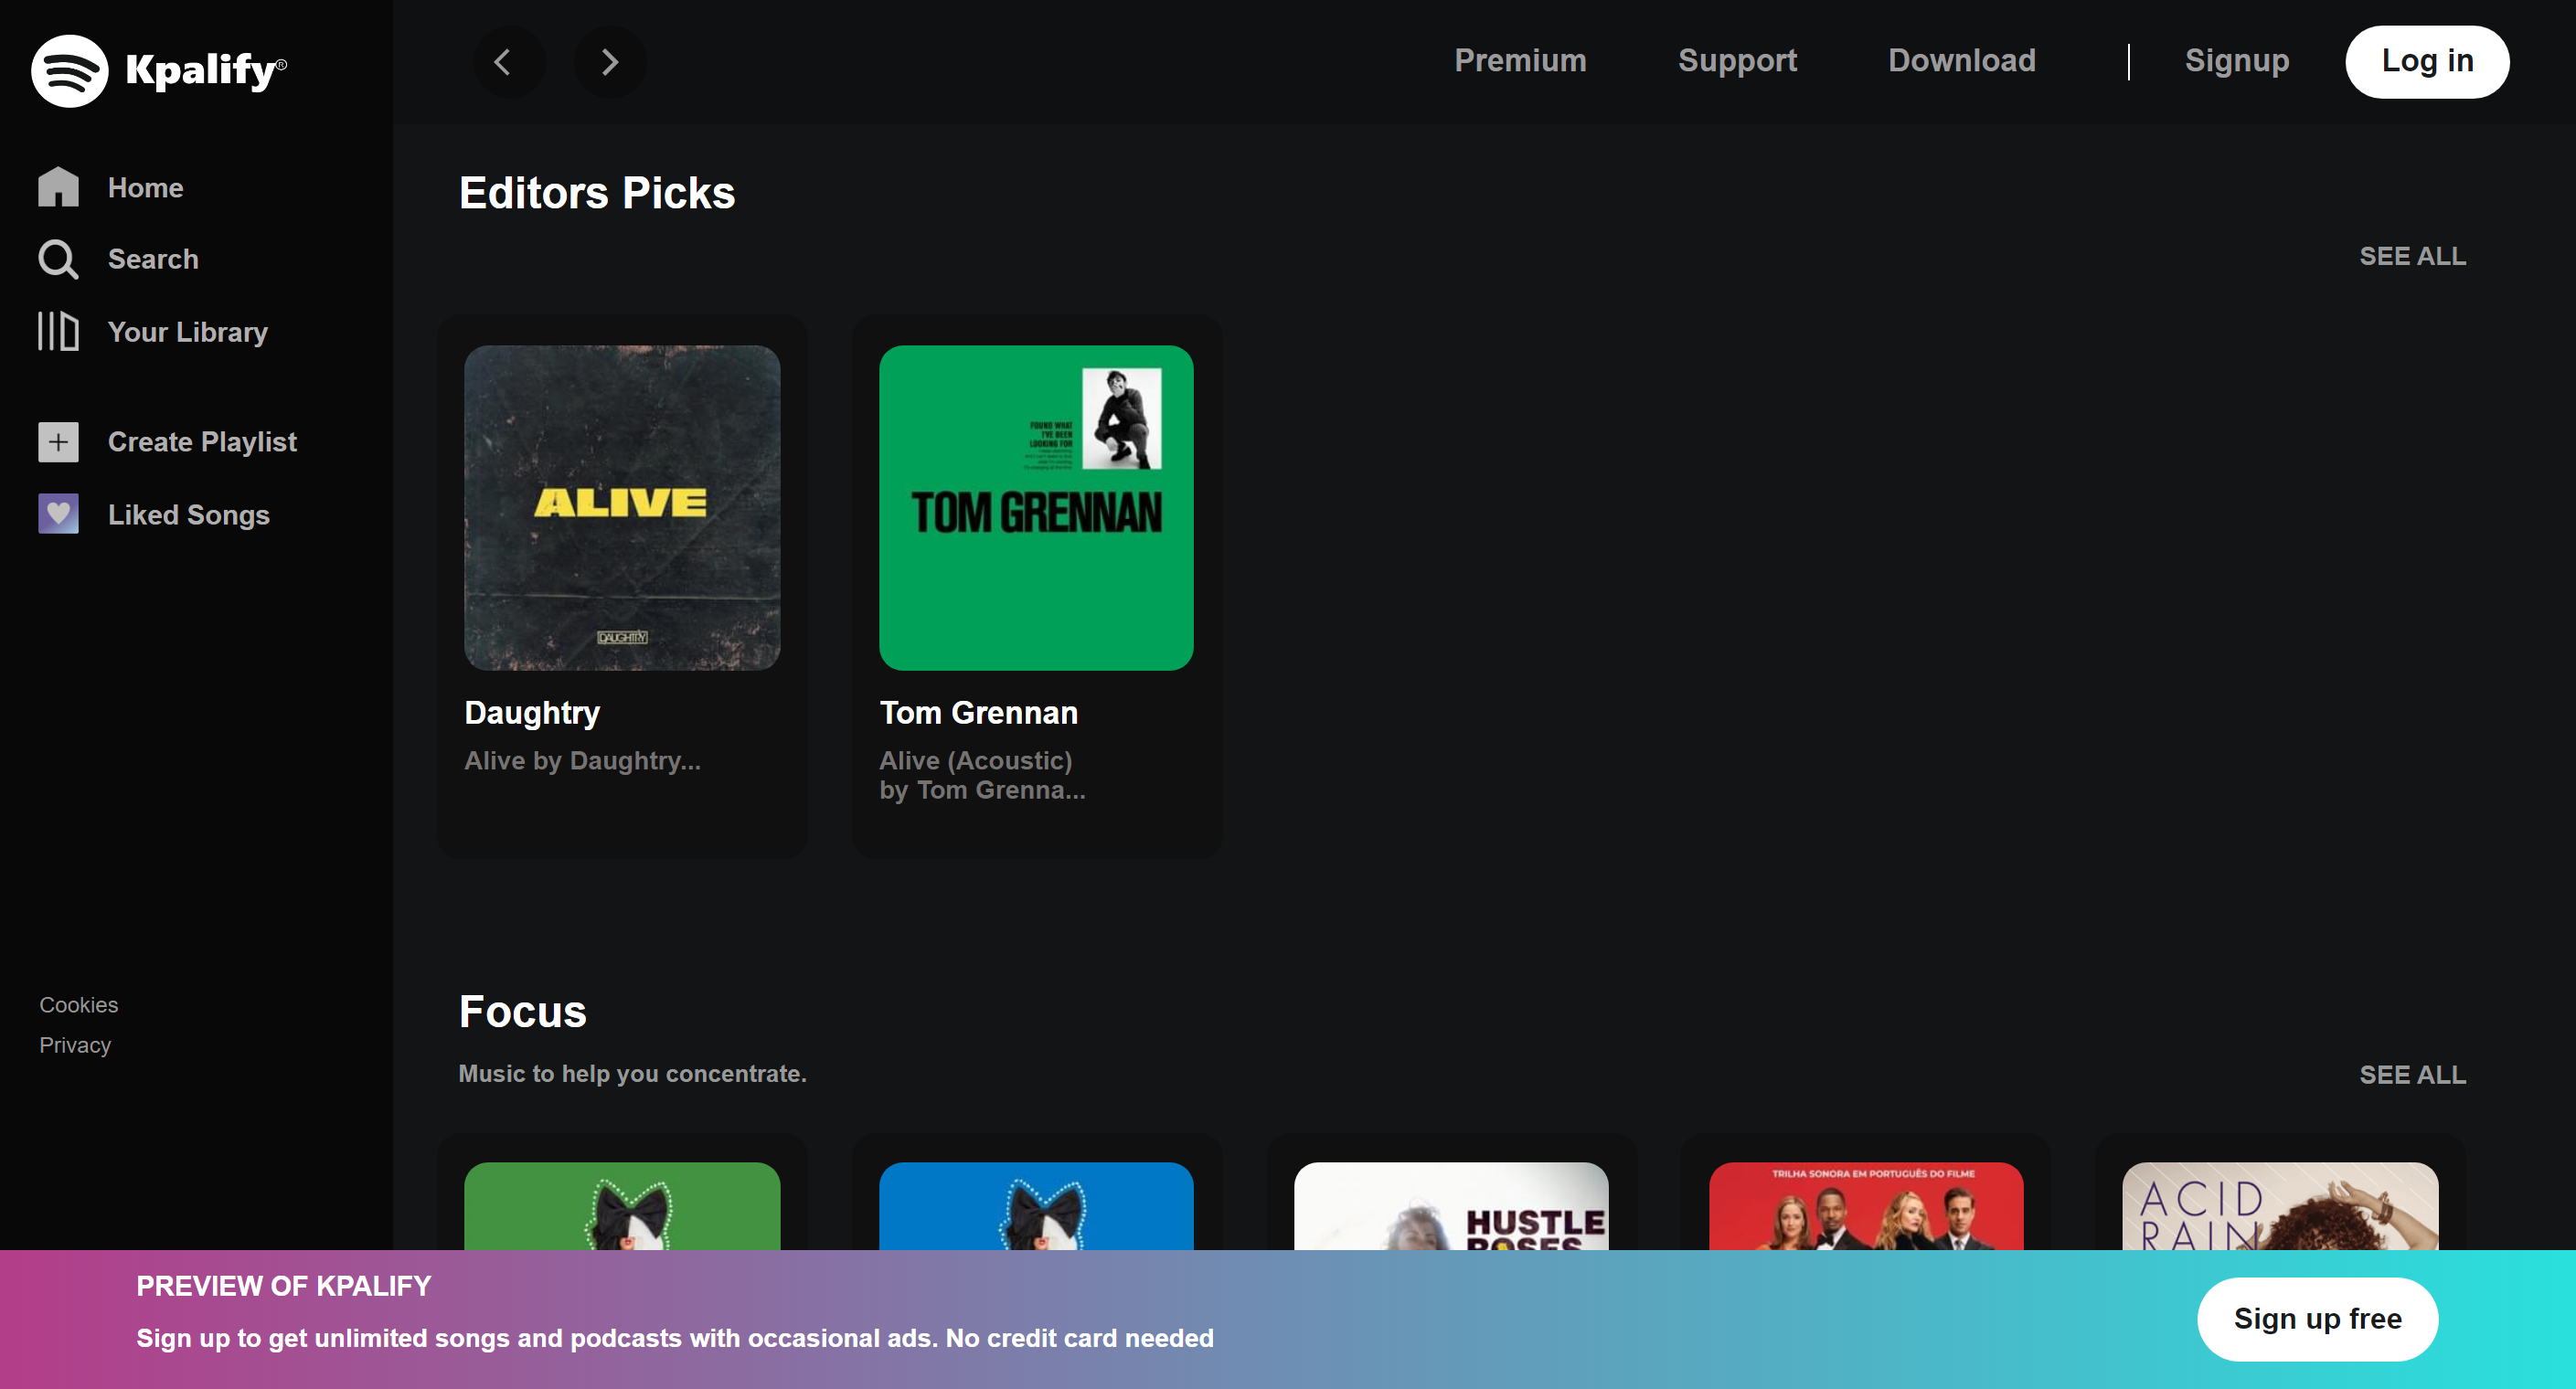 Kpalify®
Premium
Support
Download
Signup
Log in
Home
Search
Your Library
Create Playlist
Liked Songs
Cookies
Privacy
Editors Picks
SEE ALL
ALIVE
DAUGHTRY
Daughtry
Alive by Daughtry...
FOUND WHAT
I'VE BEEN
LOOKING FOR
TOM GRENNAN
Tom Grennan
Alive (Acoustic)
by Tom Grenna...
Focus
Music to help you concentrate.
SEE ALL
HUSTLE
ROSES
TRILHA SONORA EM PORTUGUÊS DO FILME
ACID
RAIN
PREVIEW OF KPALIFY
Sign up to get unlimited songs and podcasts with occasional ads. No credit card needed
Sign up free